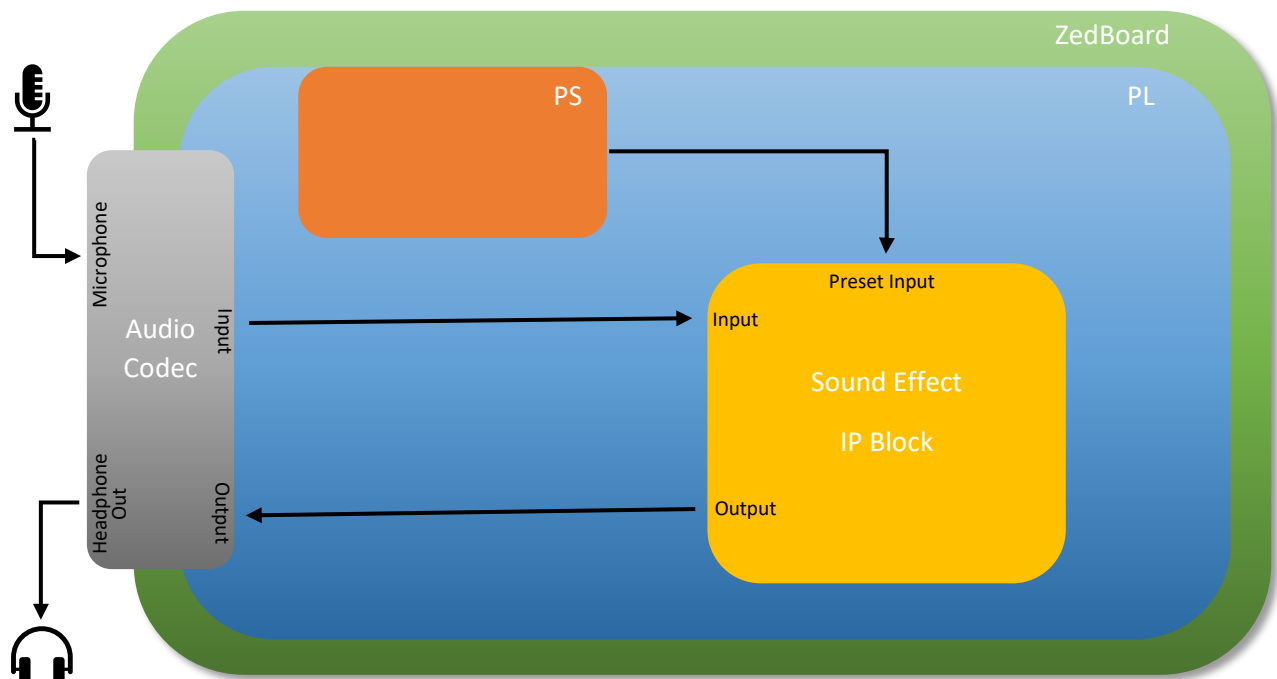 ZedBoard
PS
PL
Microphone
Preset Input
Input
Input
Audio
Codec
Sound Effect
IP Block
Headphone
Out
Output
Output